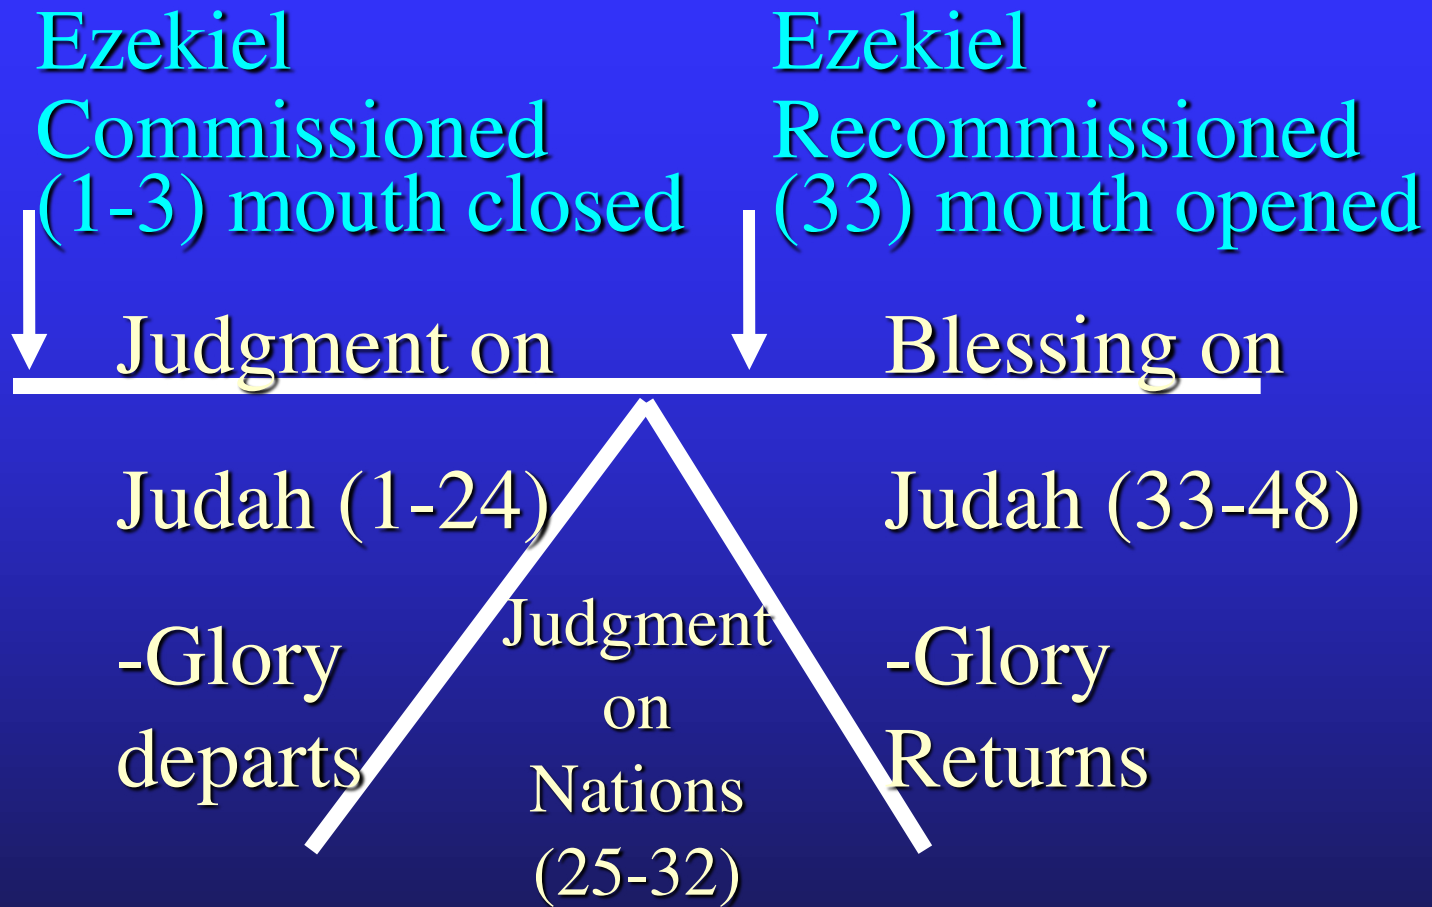 Ezekiel
Commissioned
(1-3) mouth closed
Ezekiel
Recommissioned
(33) mouth opened
Judgment on
Judah (1-24)
-Glory
departs
Judgment
on
Nations
(25-32)
Blessing on
Judah (33-48)
-Glory
Returns